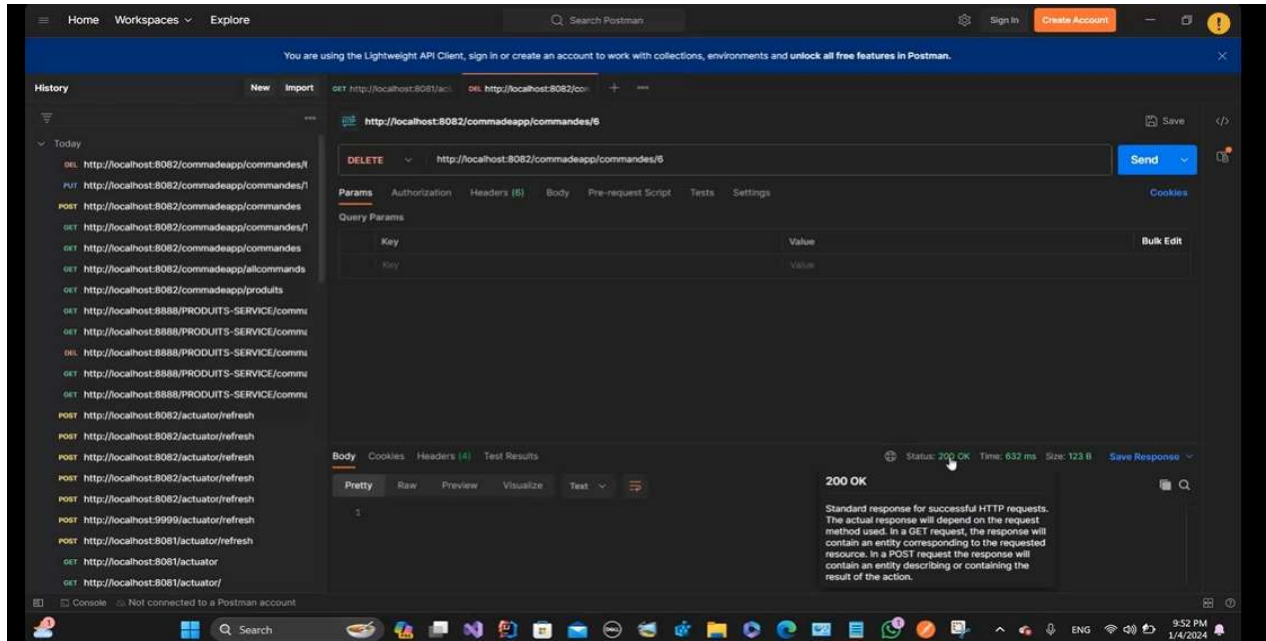 Home Workspaces Explore Search Postman Sign In Create Account
You are using the Lightweight API Client, sign in or create an account to work with collections, environments and unlock all free features in Postman.
History New Import GET http://localhost:8081/act DEL http://localhost:8082/con
http://localhost:8082/commadeapp/commandes/6 Save
Today
DEL http://localhost:8082/commadeapp/commandes/6
DELETE http://localhost:8082/commadeapp/commandes/6 Send
PUT http://localhost:8082/commadeapp/commandes/1
Params Authorization Headers (6) Body Pre-request Script Tests Settings Cookies
POST http://localhost:8082/commadeapp/commandes
Query Params
GET http://localhost:8082/commadeapp/commandes/1
Key Value Bulk Edit
GET http://localhost:8082/commadeapp/commandes
Key Value
GET http://localhost:8082/commadeapp/allcommands
GET http://localhost:8082/commadeapp/produits
GET http://localhost:8888/PRODUITS-SERVICE/comma
GET http://localhost:8888/PRODUITS-SERVICE/comma
DEL http://localhost:8888/PRODUITS-SERVICE/comma
GET http://localhost:8888/PRODUITS-SERVICE/comma
GET http://localhost:8888/PRODUITS-SERVICE/comma
POST http://localhost:8082/actuator/refresh
POST http://localhost:8082/actuator/refresh
POST http://localhost:8082/actuator/refresh
Body Cookies Headers (4) Test Results Status: 200 OK Time: 632 ms Size: 123 B Save Response
POST http://localhost:8082/actuator/refresh
Pretty Raw Preview Visualize Text
200 OK
POST http://localhost:8082/actuator/refresh
1
Standard response for successful HTTP requests.
The actual response will depend on the request
method used. In a GET request, the response will
contain an entity corresponding to the requested
resource. In a POST request the response will
contain an entity describing or containing the
result of the action.
POST http://localhost:9999/actuator/refresh
POST http://localhost:8081/actuator/refresh
GET http://localhost:8081/actuator
GET http://localhost:8081/actuator/
Console Not connected to a Postman account
Search ENG 9:52 PM
1/4/2024